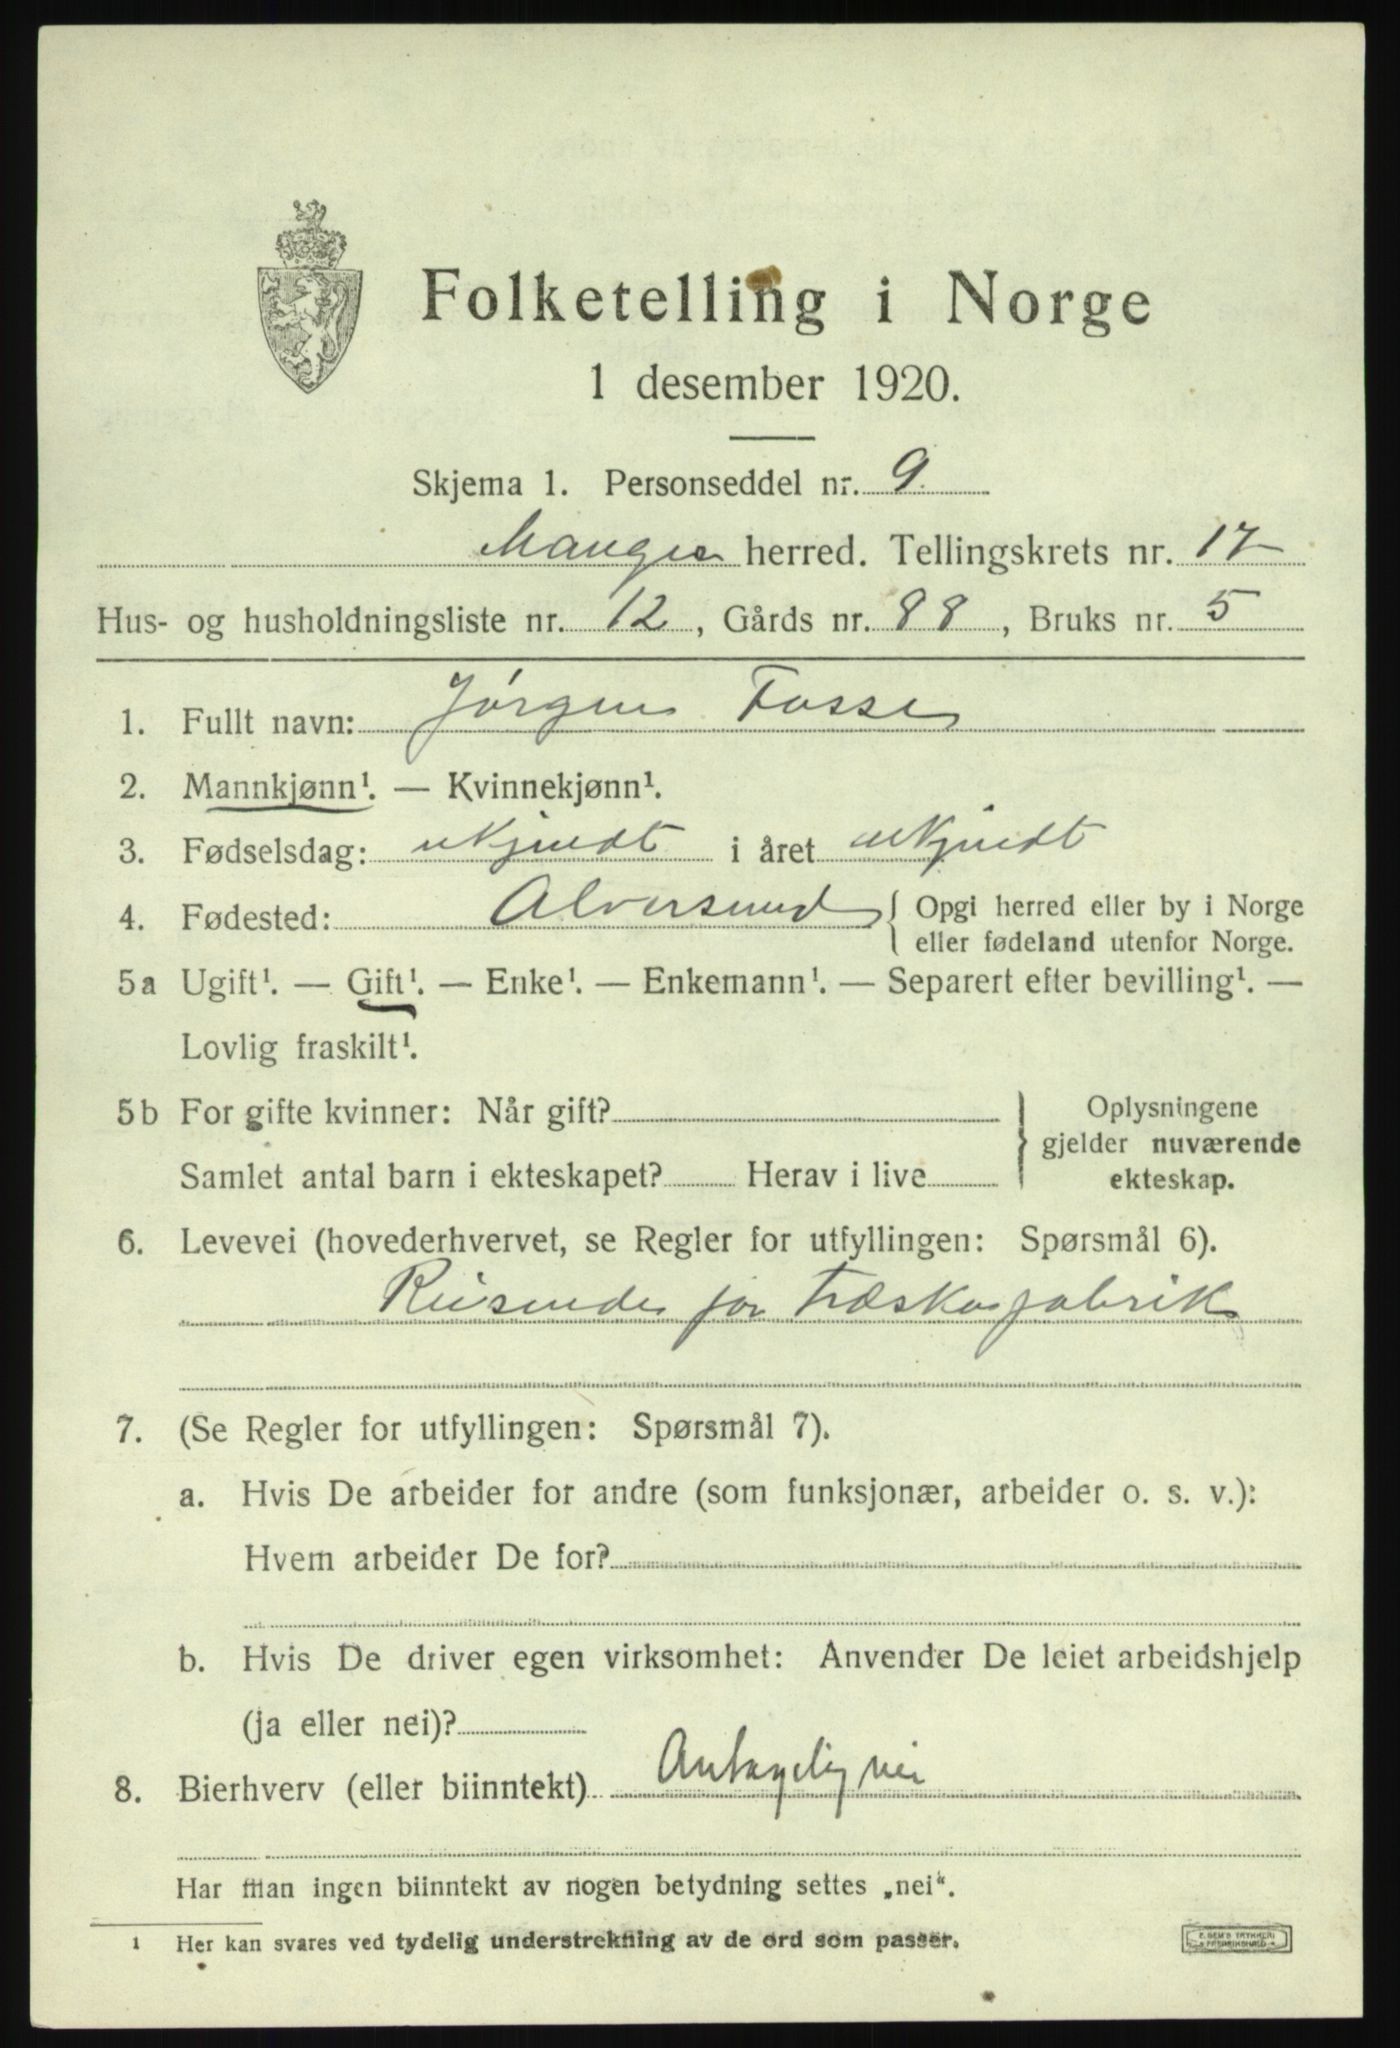 Folketelling i Norge
1 desember 1920.
Skjema 1. Personseddel nr. 9
Manger herred. Tellingskrets nr. 17
Hus- og husholdningsliste nr. 12, Gårds nr. 88, Bruks nr. 5
1. Fullt navn: Jørgen Fosse
2. Mannkjønn¹. — Kvinnekjønn¹.
3. Fødselsdag: ukjendt i året ukjendt
4. Fødested: Alversund { Opgi herred eller by i Norge
eller fødeland utenfor Norge.
5a Ugift¹. — Gift¹. — Enke¹. — Enkemann¹. — Separert efter bevilling¹. —
Lovlig fraskilt¹.
5b For gifte kvinner: Når gift? } Oplysningene
gjelder nuværende
Samlet antal barn i ekteskapet? Herav i live ekteskap.
6. Levevei (hovederhvervet, se Regler for utfyllingen: Spørsmål 6).
Reisende for Træskofabrik
7. (Se Regler for utfyllingen: Spørsmål 7).
a. Hvis De arbeider for andre (som funksjonær, arbeider o. s. v.):
Hvem arbeider De for?
b. Hvis De driver egen virksomhet: Anvender De leiet arbeidshjelp
(ja eller nei)?
8. Bierhverv (eller biinntekt) Antagelig nei
Har man ingen biinntekt av nogen betydning settes „nei“.
1 Her kan svares ved tydelig understrekning av de ord som passer.
E. SEM'S TRYKKERI
FREDRIKSHALD